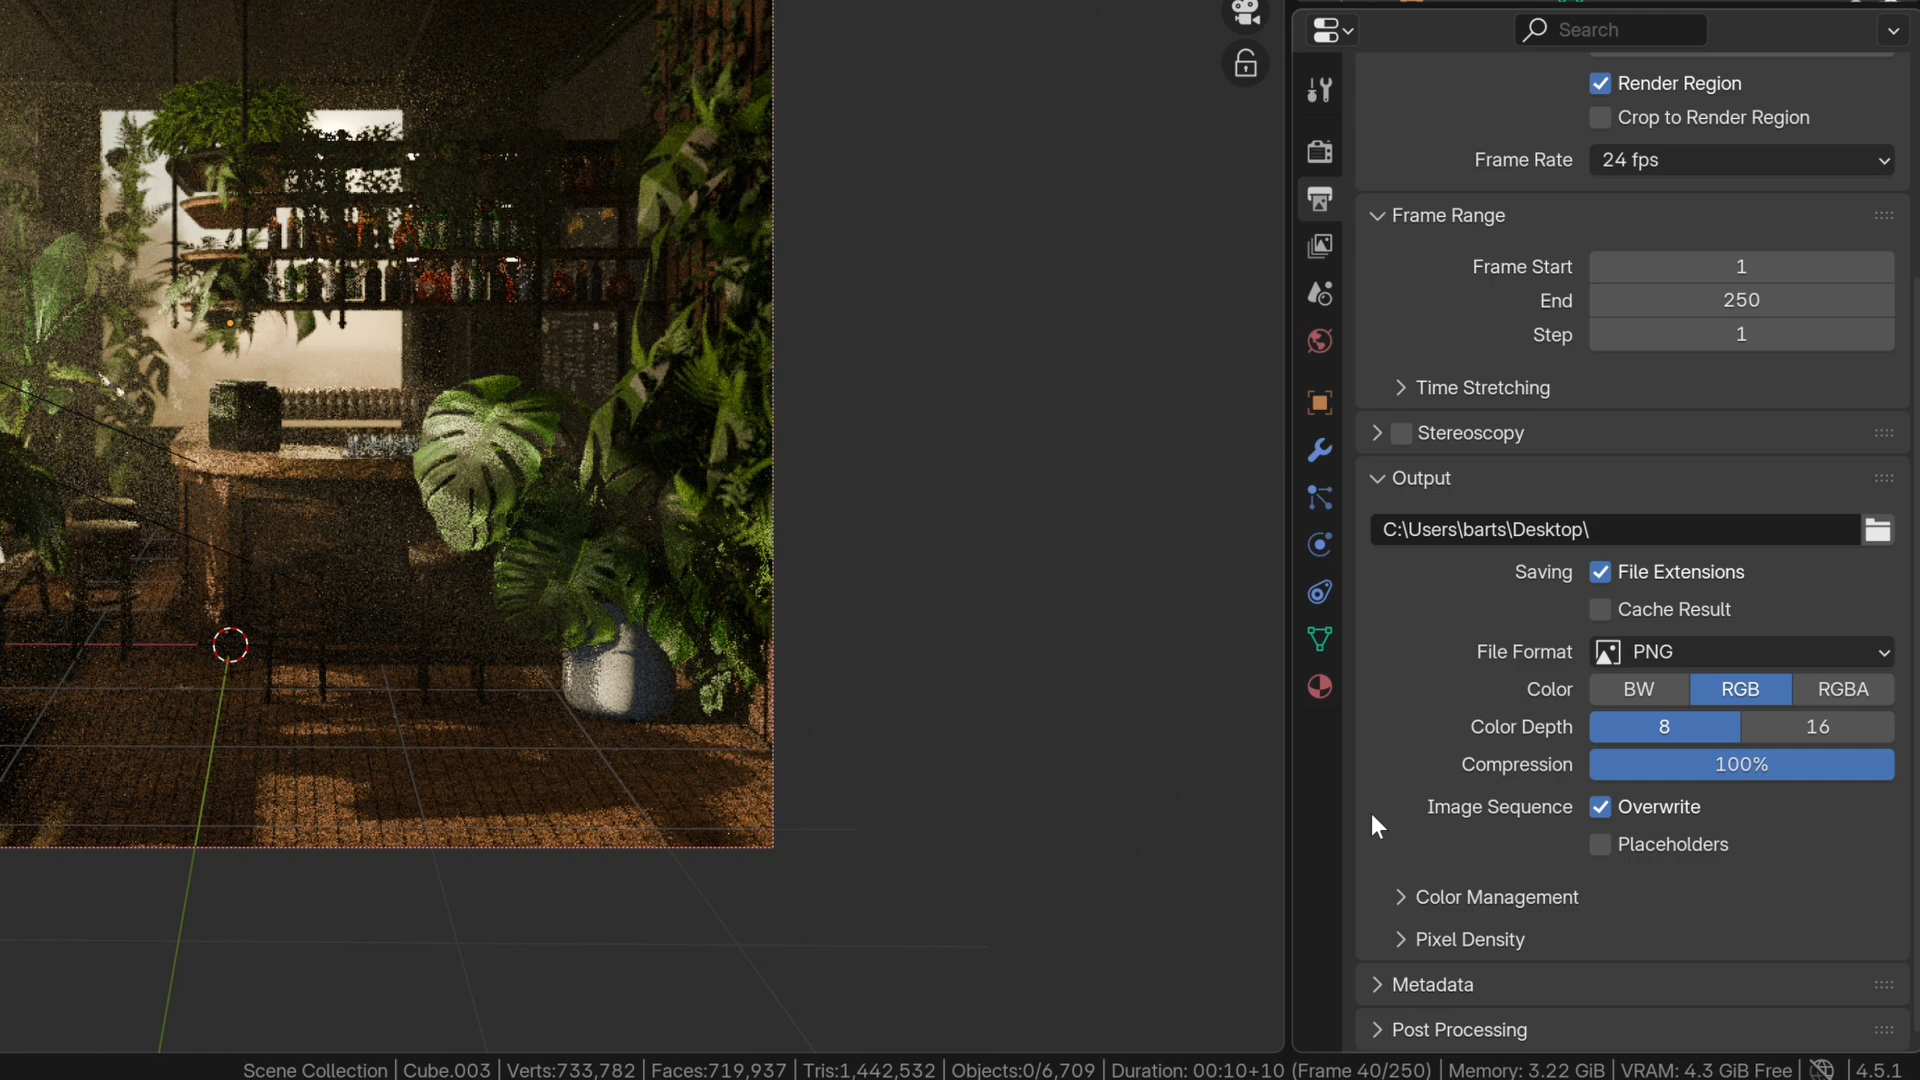 Search
Render Region
Crop to Render Region
Frame Rate 24 fps
Frame Range
Frame Start 1
End 250
Step 1
Time Stretching
Stereoscopy
Output
C:\Users\barts\Desktop\
Saving File Extensions
Cache Result
File Format PNG
Color BW RGB RGBA
Color Depth 8 16
Compression 100%
Image Sequence Overwrite
Placeholders
Color Management
Pixel Density
Metadata
Post Processing
Scene Collection | Cube.003 | Verts:733,782 | Faces:719,937 | Tris:1,442,532 | Objects:0/6,709 | Duration: 00:10+10 (Frame 40/250) | Memory: 3.22 GiB | VRAM: 4.3 GiB Free | 4.5.1